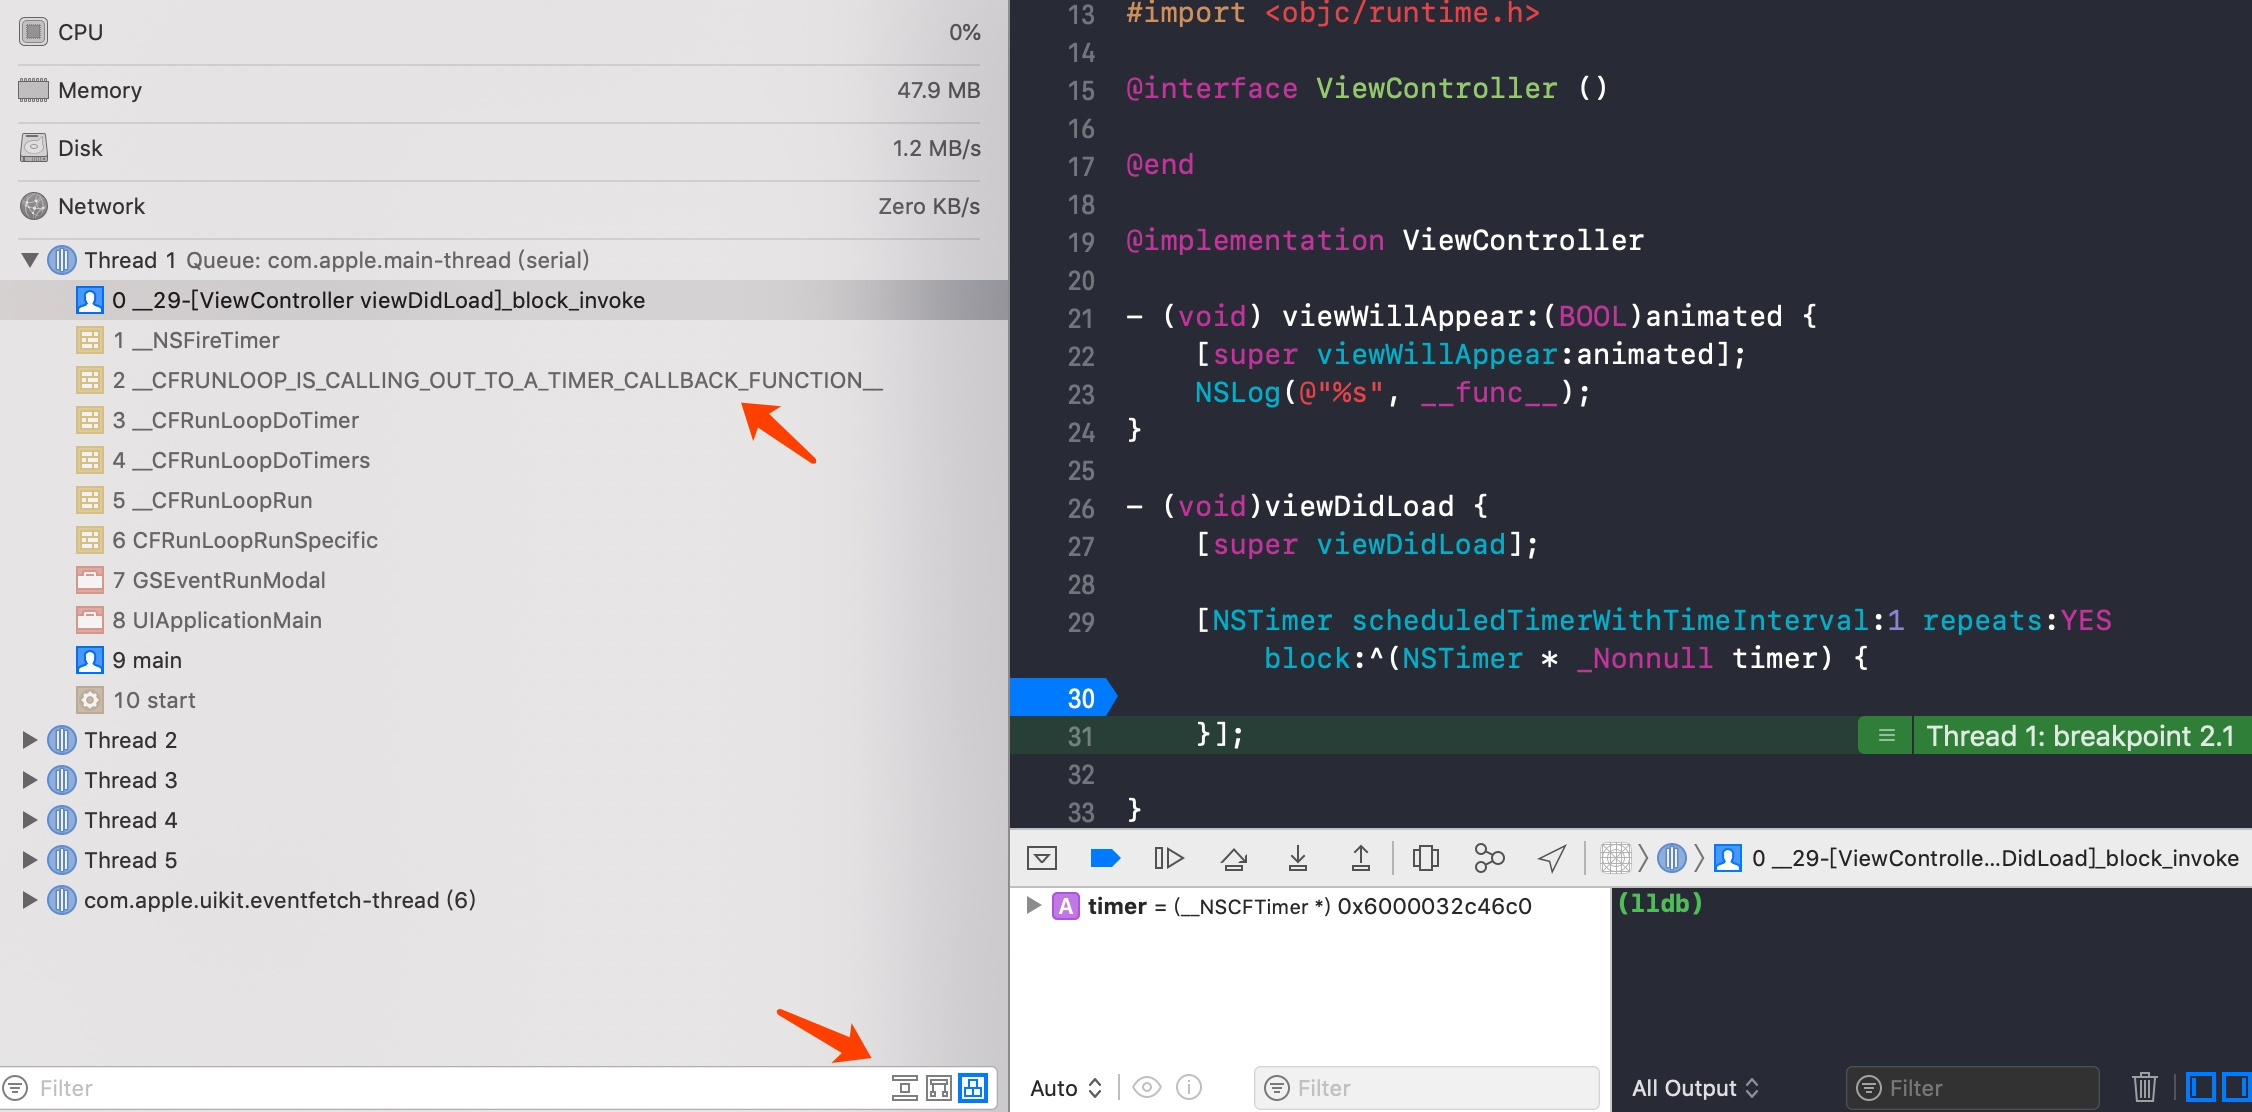 CPU 0%
Memory 47.9 MB
Disk 1.2 MB/s
Network Zero KB/s
Thread 1 Queue: com.apple.main-thread (serial)
0 __29-[ViewController viewDidLoad]_block_invoke
1 __NSFireTimer
2 __CFRUNLOOP_IS_CALLING_OUT_TO_A_TIMER_CALLBACK_FUNCTION__
3 __CFRunLoopDoTimer
4 __CFRunLoopDoTimers
5 __CFRunLoopRun
6 CFRunLoopRunSpecific
7 GSEventRunModal
8 UIApplicationMain
9 main
10 start
Thread 2
Thread 3
Thread 4
Thread 5
com.apple.uikit.eventfetch-thread (6)
Filter
13 #import <objc/runtime.h>
14
15 @interface ViewController ()
16
17 @end
18
19 @implementation ViewController
20
21 - (void) viewWillAppear:(BOOL)animated {
22 [super viewWillAppear:animated];
23 NSLog(@"%s", __func__);
24 }
25
26 - (void)viewDidLoad {
27 [super viewDidLoad];
28
29 [NSTimer scheduledTimerWithTimeInterval:1 repeats:YES
block:^(NSTimer * _Nonnull timer) {
30
31 }]; Thread 1: breakpoint 2.1
32
33 }
0 __29-[ViewControlle...DidLoad]_block_invoke
A timer = (__NSCFTimer *) 0x6000032c46c0
(lldb)
Auto Filter
All Output Filter